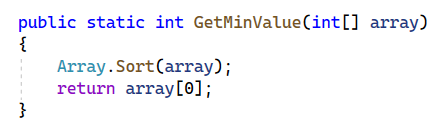 public static int GetMinValue(int[] array)
{
    Array.Sort(array);
    return array[0];
}